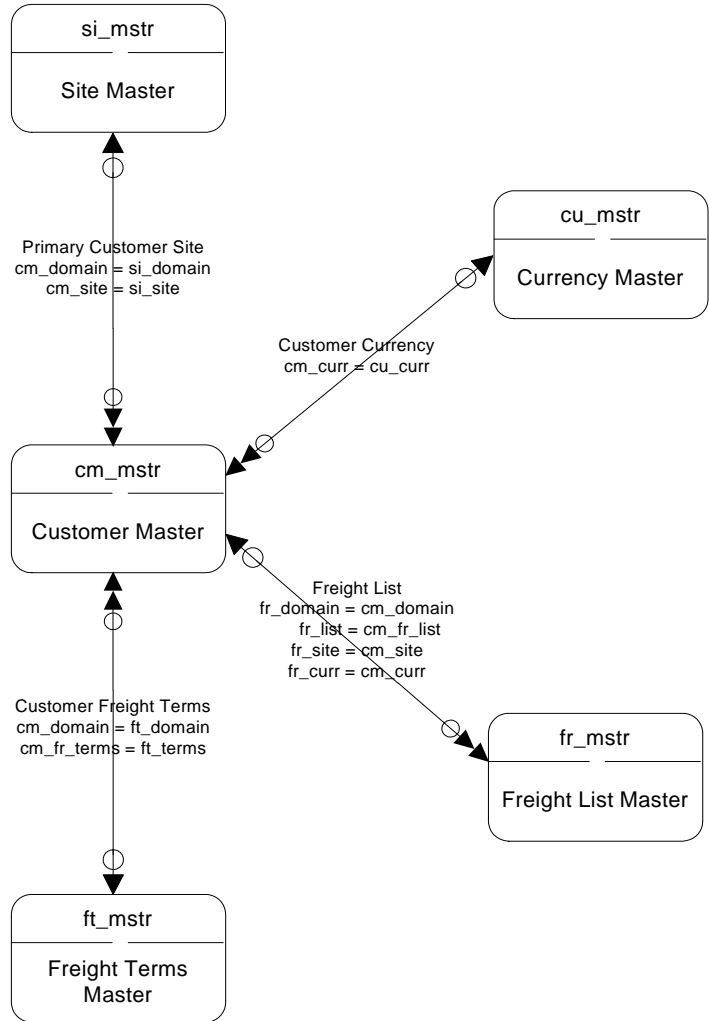 si_mstr
Site Master
Primary Customer Site
cm_domain = si_domain
cm_site = si_site
cu_mstr
Currency Master
Customer Currency
cm_curr = cu_curr
cm_mstr
Customer Master
Freight List
fr_domain = cm_domain
fr_list = cm_fr_list
fr_site = cm_site
fr_curr = cm_curr
Customer Freight Terms
cm_domain = ft_domain
cm_fr_terms = ft_terms
fr_mstr
Freight List Master
ft_mstr
Freight Terms
Master